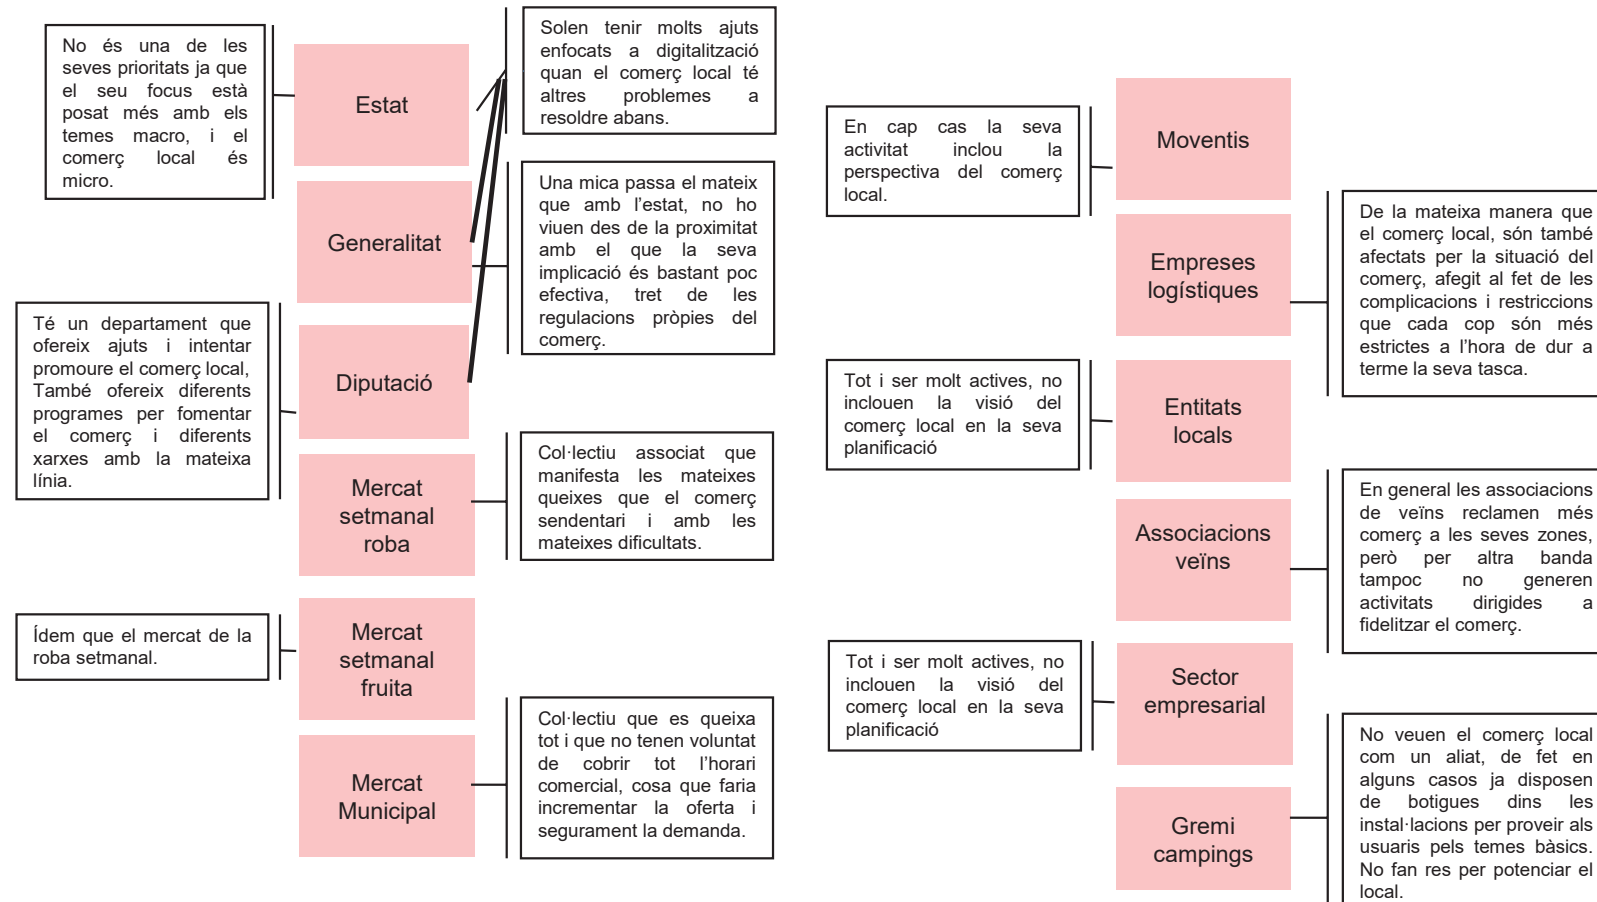 No és una de les
seves prioritats ja que
el seu focus està
posat més amb els
temes macro, i el
comerç local és
micro.
Estat
Solen tenir molts ajuts
enfocats a digitalització
quan el comerç local té
altres problemes a
resoldre abans.
Generalitat
Una mica passa el mateix
que amb l'estat, no ho
viuen des de la proximitat
amb el que la seva
implicació és bastant poc
efectiva, tret de les
regulacions pròpies del
comerç.
Té un departament que
ofereix ajuts i intentar
promoure el comerç local,
També ofereix diferents
programes per fomentar
el comerç i diferents
xarxes amb la mateixa
línia.
Diputació
Mercat
setmanal
roba
Col·lectiu associat que
manifesta les mateixes
queixes que el comerç
sendentari i amb les
mateixes dificultats.
Ídem que el mercat de la
roba setmanal.
Mercat
setmanal
fruita
Mercat
Municipal
Col·lectiu que es queixa
tot i que no tenen voluntat
de cobrir tot l'horari
comercial, cosa que faria
incrementar la oferta i
segurament la demanda.
En cap cas la seva
activitat inclou la
perspectiva del comerç
local.
Moventis
Empreses
logístiques
De la mateixa manera que
el comerç local, són també
afectats per la situació del
comerç, afegit al fet de les
complicacions i restriccions
que cada cop són més
estrictes a l'hora de dur a
terme la seva tasca.
Tot i ser molt actives, no
inclouen la visió del
comerç local en la seva
planificació
Entitats
locals
Associacions
veïns
En general les associacions
de veïns reclamen més
comerç a les seves zones,
però per altra banda
tampoc no generen
activitats dirigides a
fidelitzar el comerç.
Tot i ser molt actives, no
inclouen la visió del
comerç local en la seva
planificació
Sector
empresarial
Gremi
campings
No veuen el comerç local
com un aliat, de fet en
alguns casos ja disposen
de botigues dins les
instal·lacions per proveir als
usuaris pels temes bàsics.
No fan res per potenciar el
local.